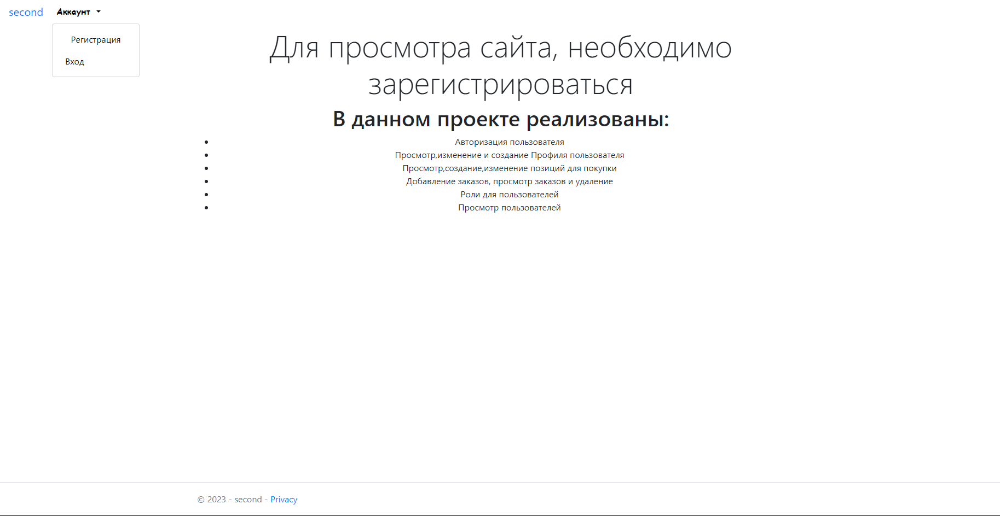 second Аккаунт
Регистрация
Вход
Для просмотра сайта, необходимо
зарегистрироваться
В данном проекте реализованы:
Авторизация пользователя
Просмотр,изменение и создание Профиля пользователя
Просмотр,создание,изменение позиций для покупки
Добавление заказов, просмотр заказов и удаление
Роли для пользователей
Просмотр пользователей
© 2023 - second - Privacy